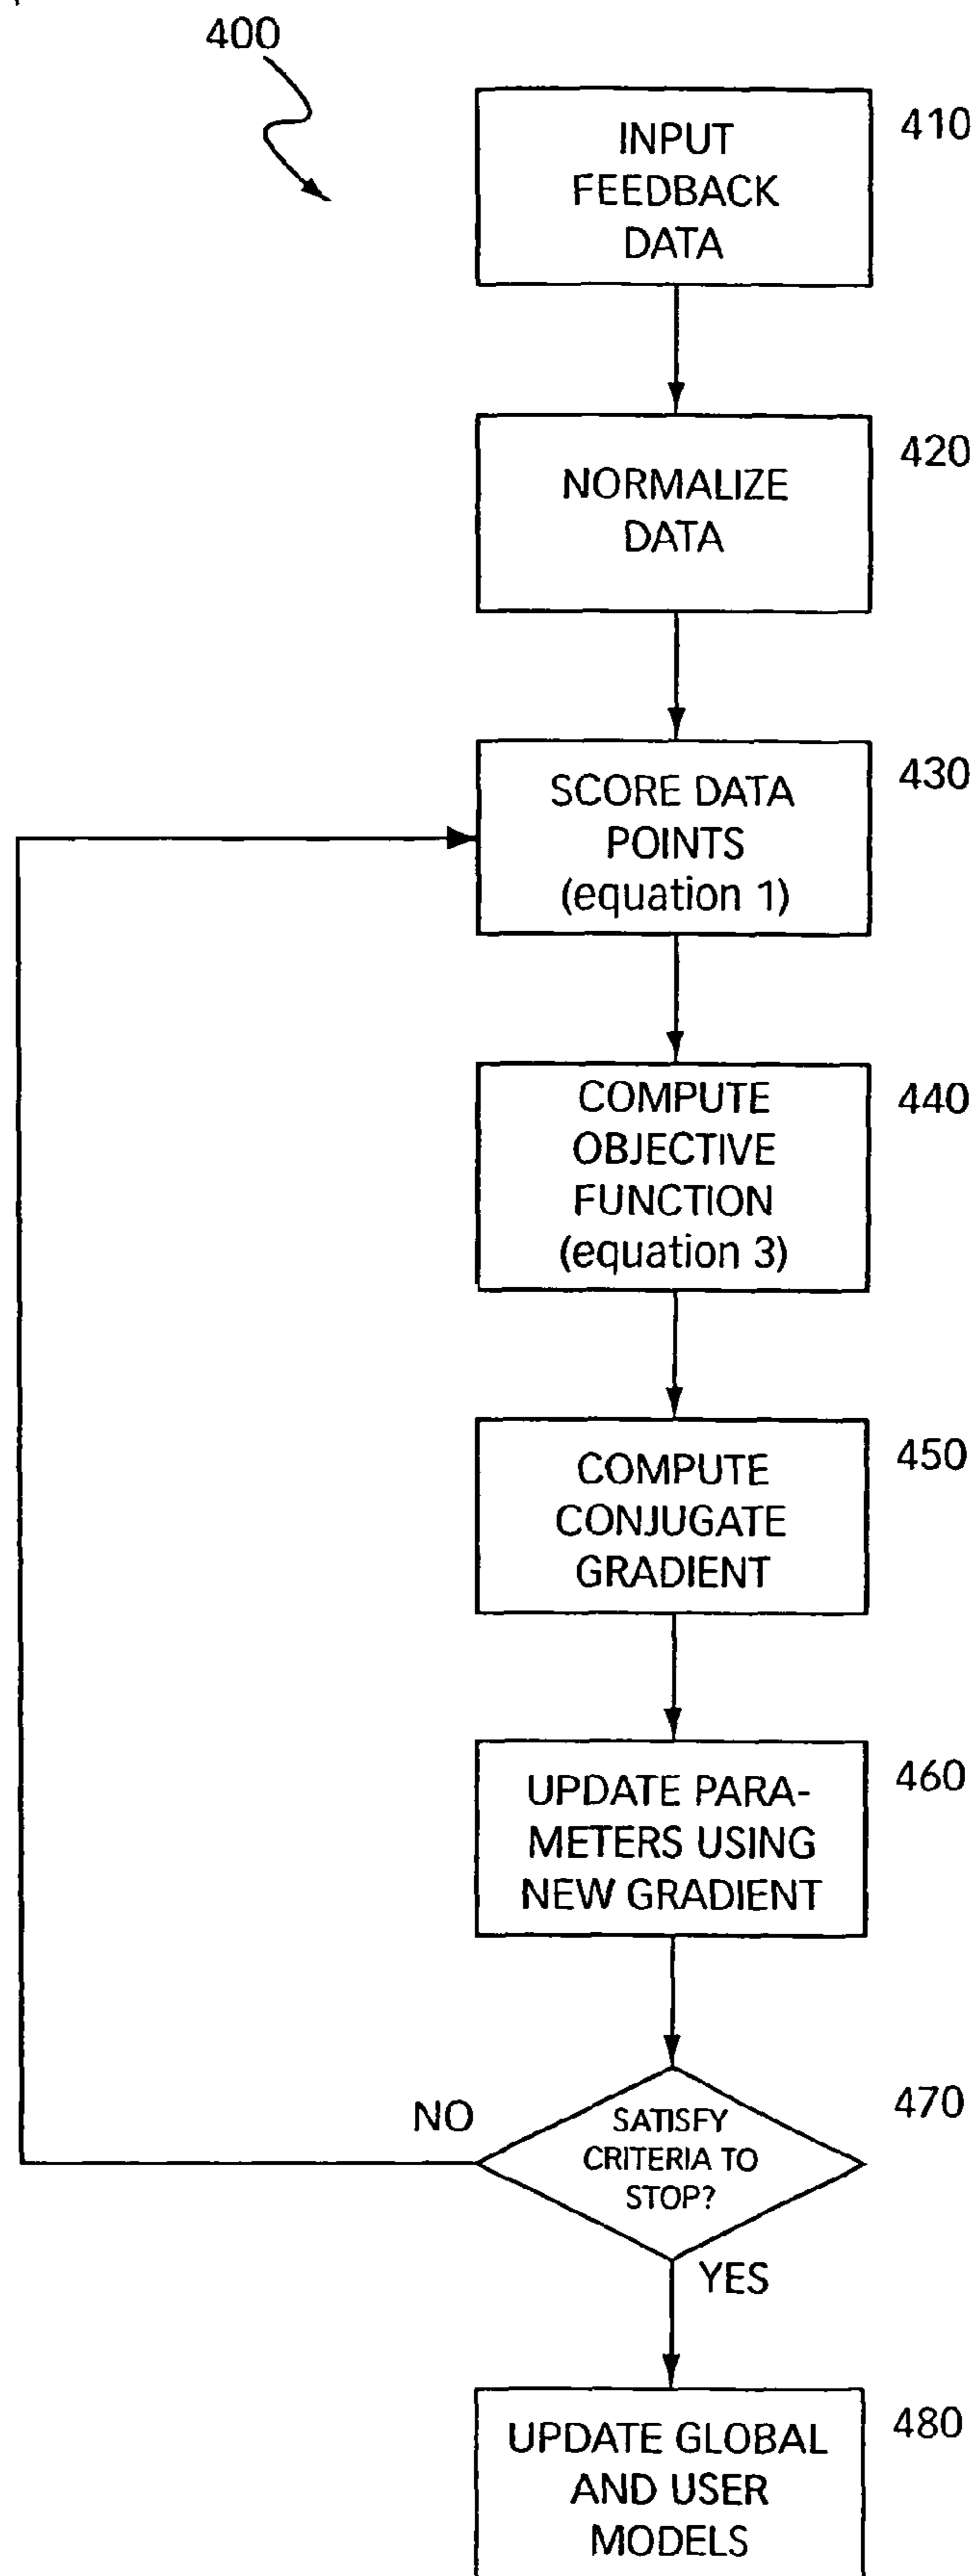 400
410
INPUT
FEEDBACK
DATA
420
NORMALIZE
DATA
430
SCORE DATA
POINTS
(equation 1)
440
COMPUTE
OBJECTIVE
FUNCTION
(equation 3)
450
COMPUTE
CONJUGATE
GRADIENT
460
UPDATE PARA-
METERS USING
NEW GRADIENT
470
NO
SATISFY
CRITERIA TO
STOP?
YES
480
UPDATE GLOBAL
AND USER
MODELS